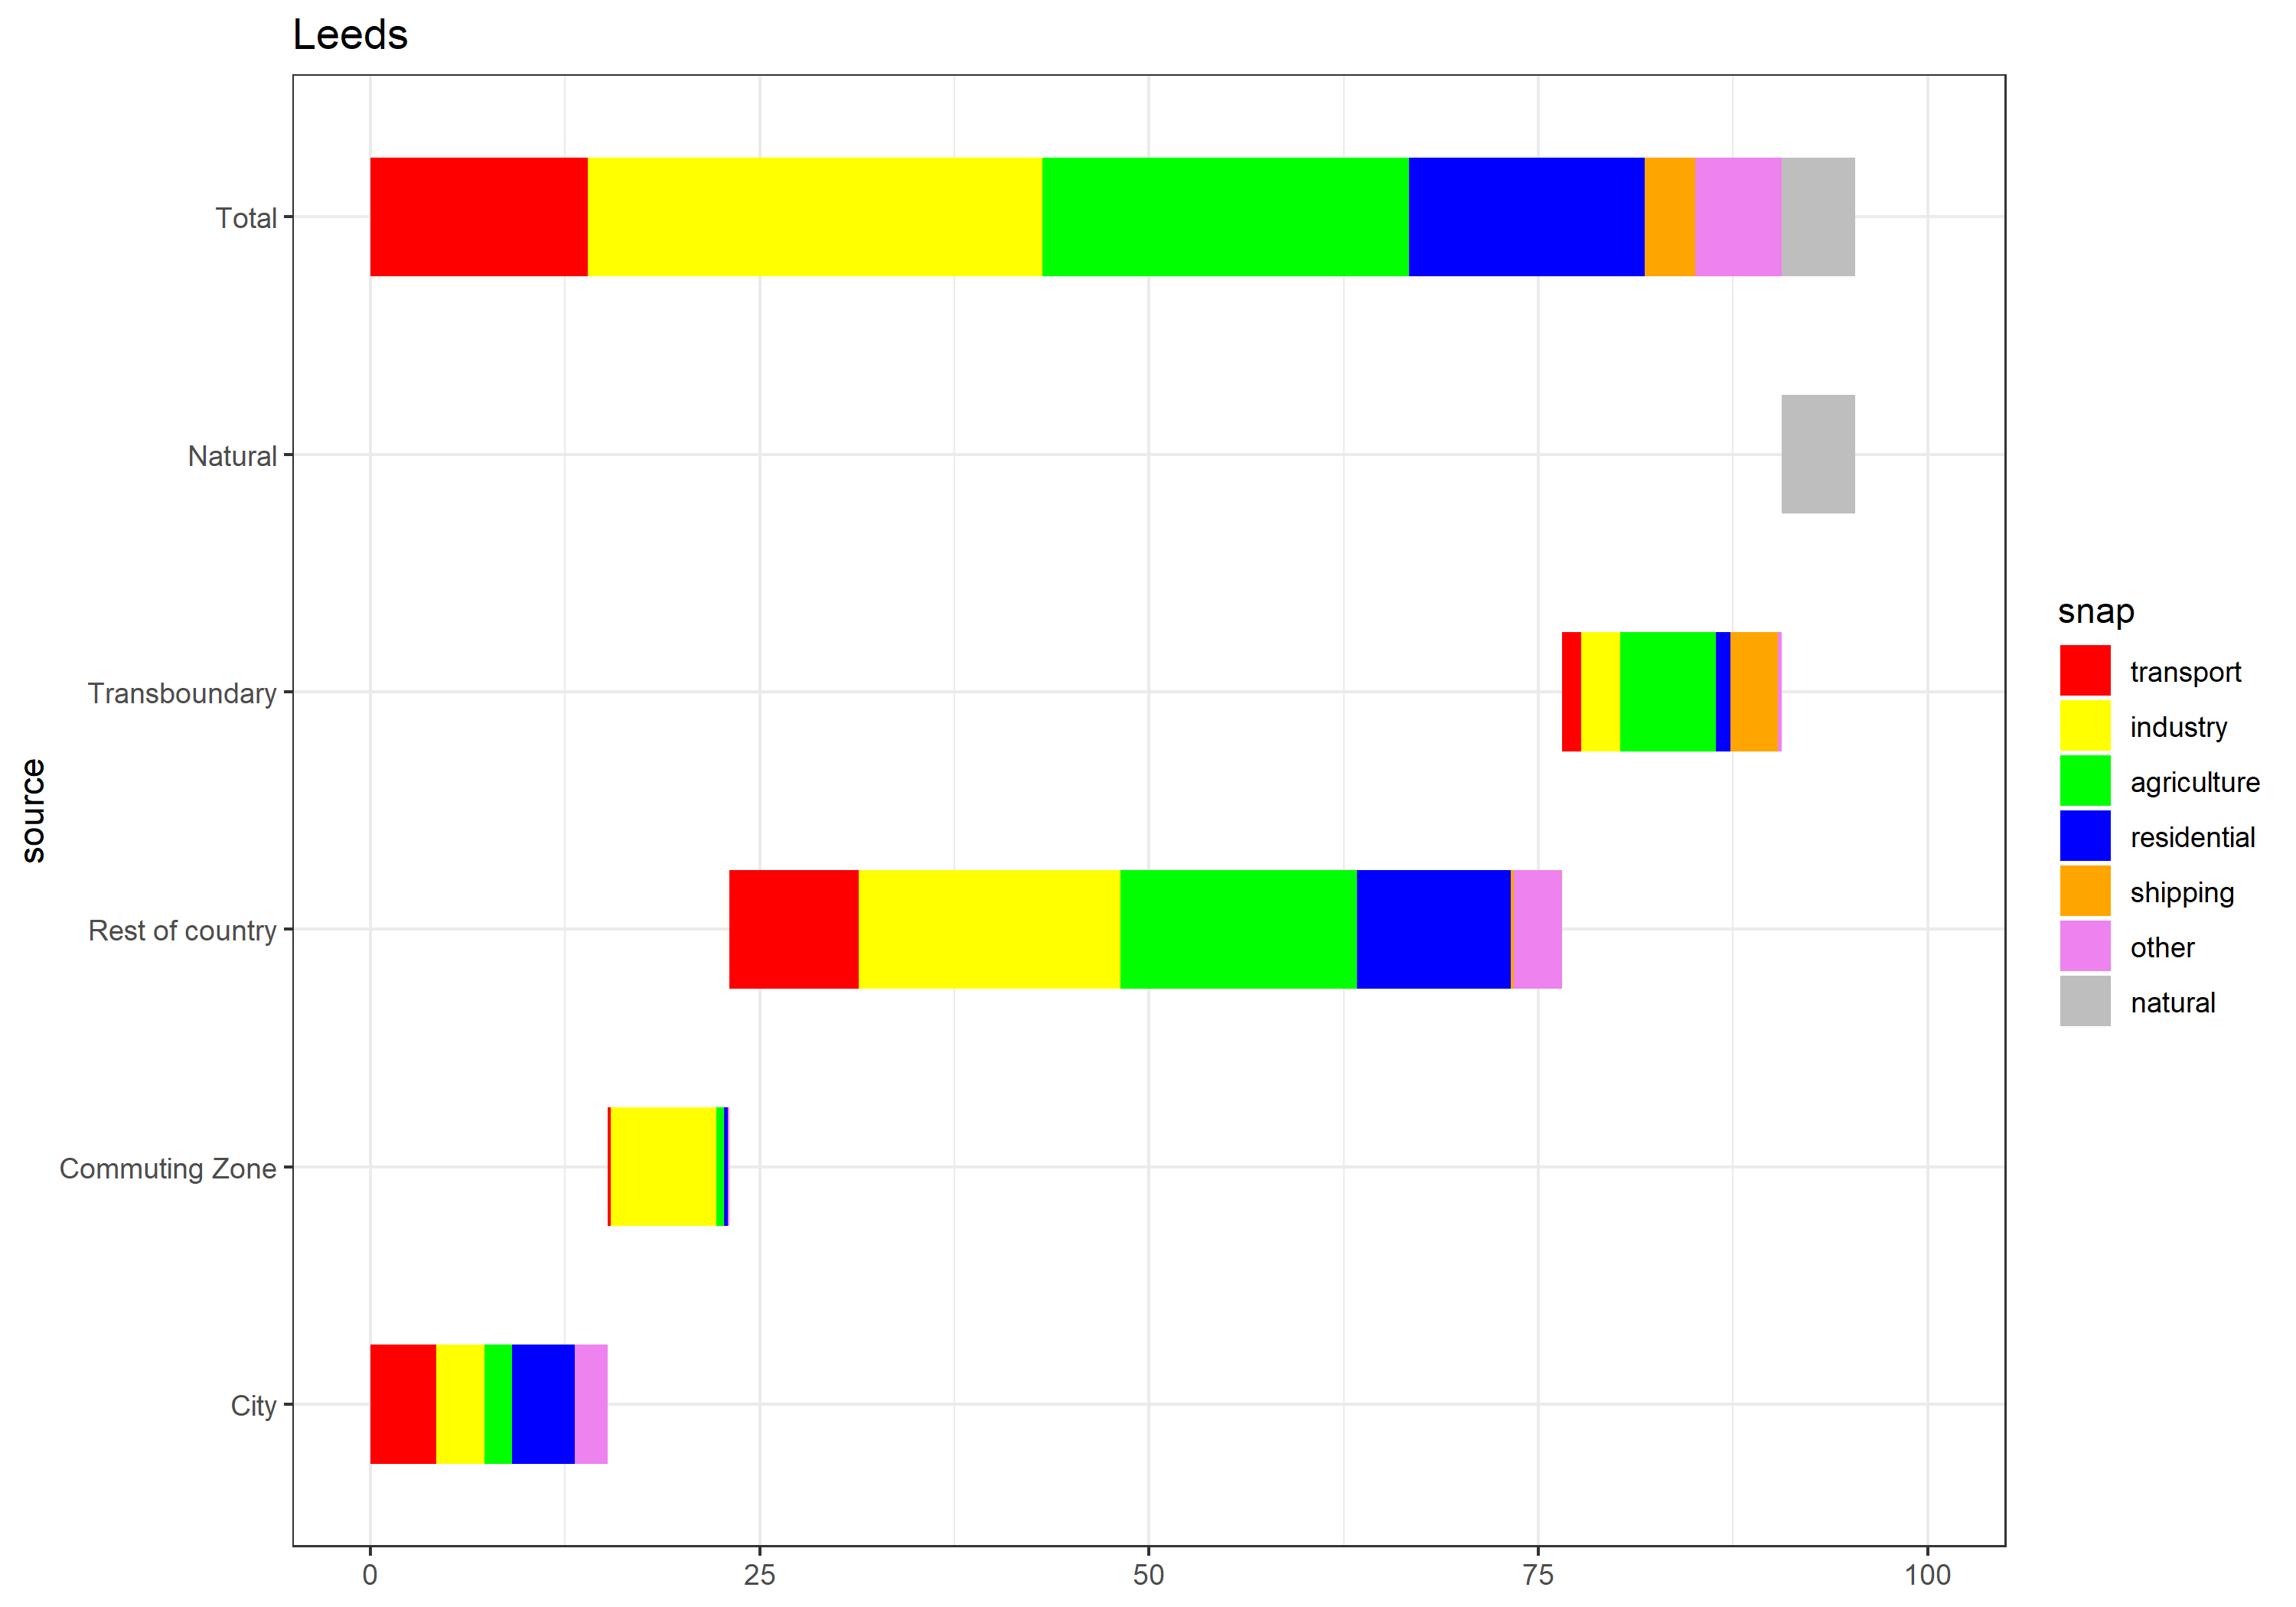 Leeds
source
Total
Natural
Transboundary
Rest of country
Commuting Zone
City
0 25 50 75 100
snap
transport
industry
agriculture
residential
shipping
other
natural